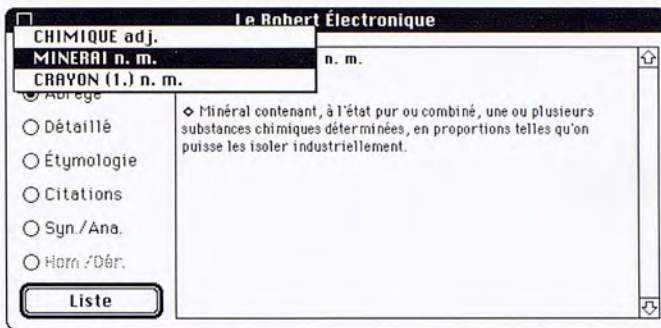 Le Robert Électronique
CHIMIQUE adj.
MINERAI n. m.
CRAYON (1.) n. m.
n. m.
Abrégé
Détaillé
Étymologie
Citations
Syn./Ana.
Hom./Dér.
Liste
◇ Minéral contenant, à l'état pur ou combiné, une ou plusieurs
substances chimiques déterminées, en proportions telles qu'on
puisse les isoler industriellement.